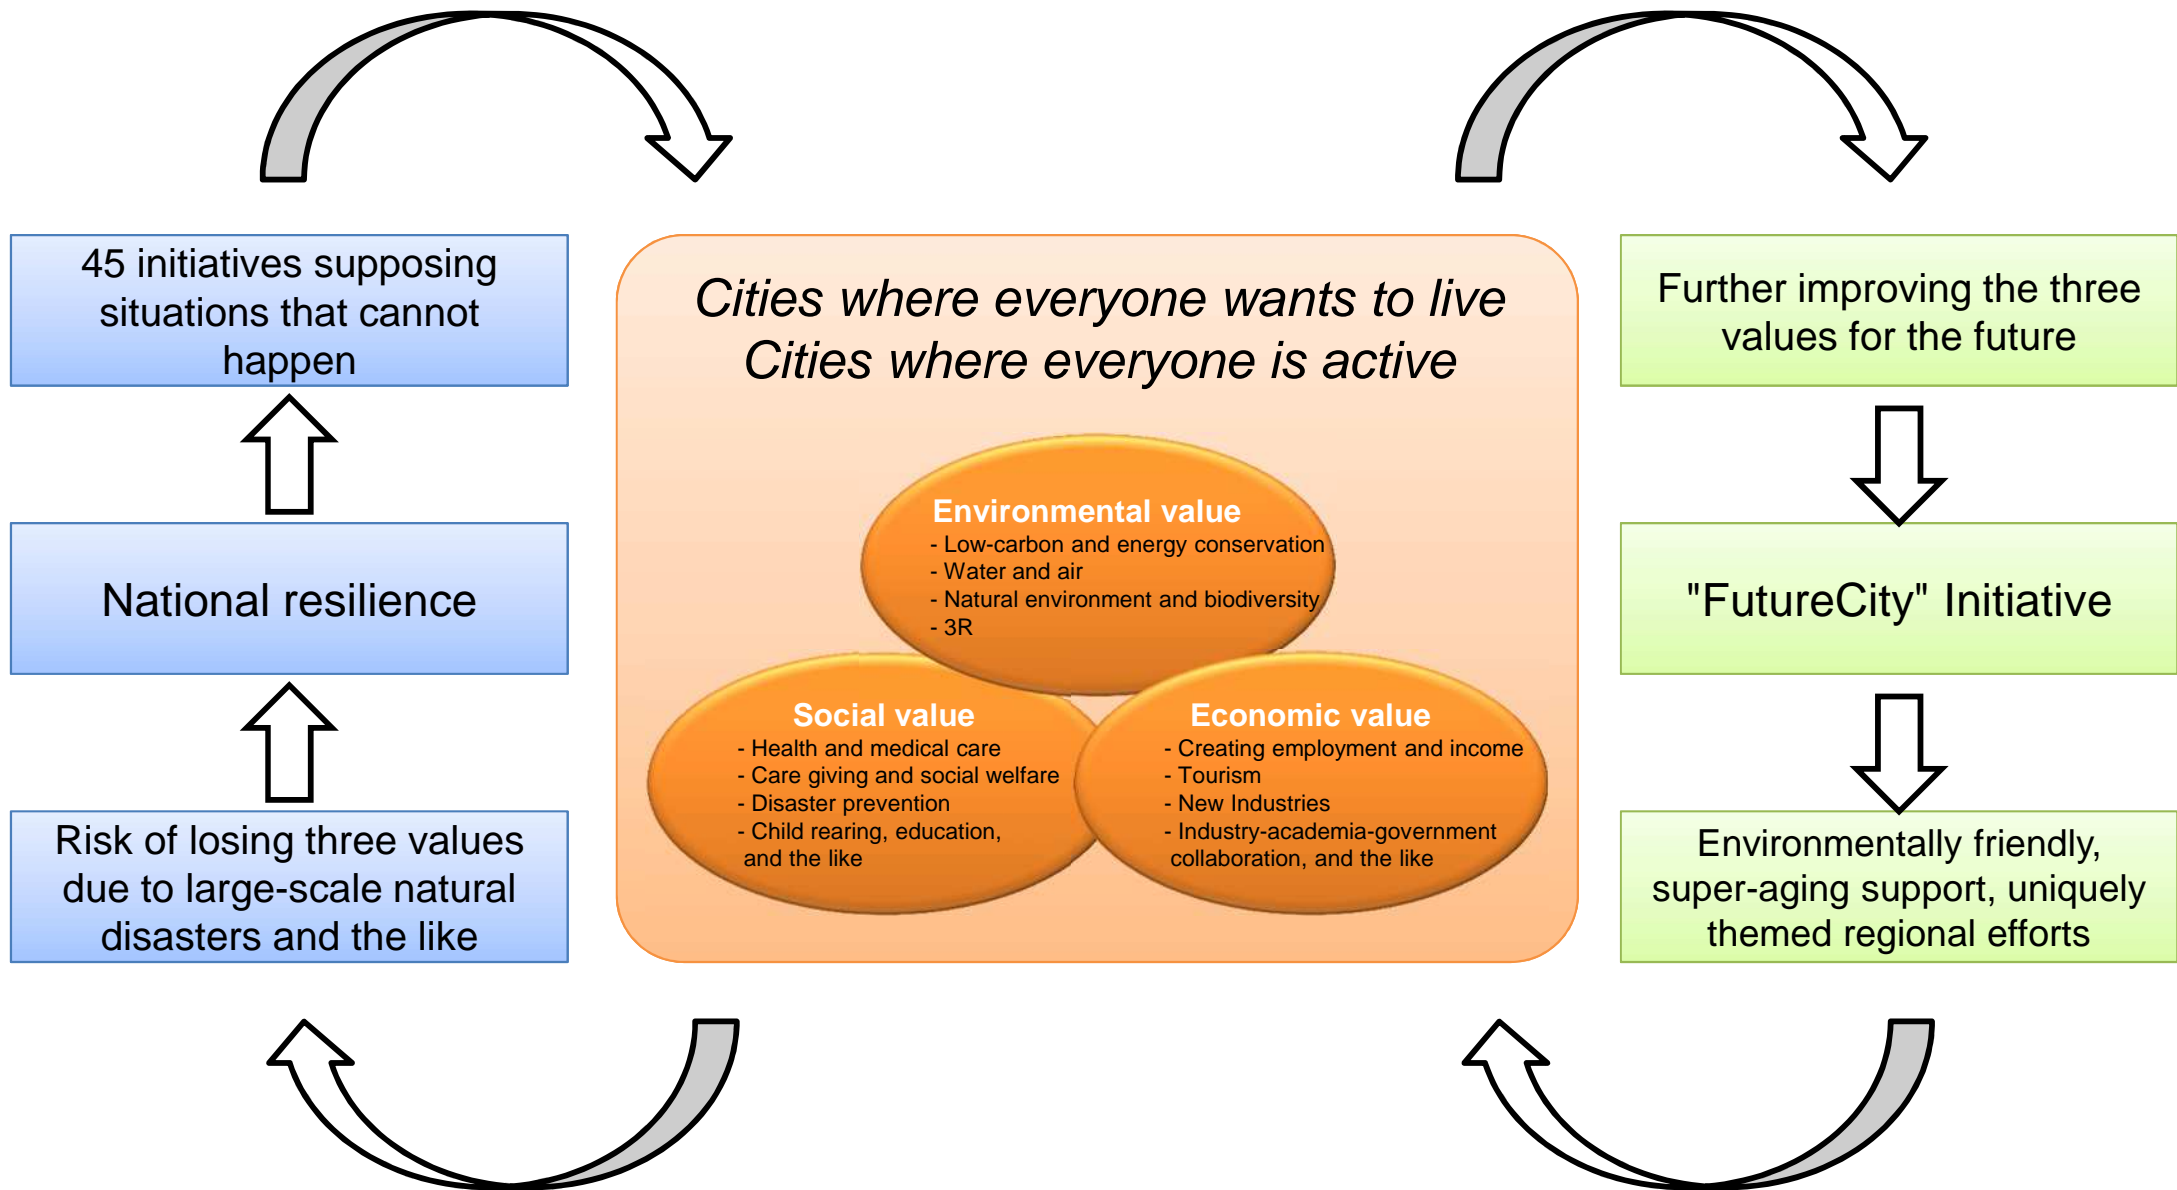 45 initiatives supposing
situations that cannot
happen
National resilience
Risk of losing three values
due to large-scale natural
disasters and the like
Cities where everyone wants to live
Cities where everyone is active
Environmental value
- Low-carbon and energy conservation
- Water and air
- Natural environment and biodiversity
- 3R
Social value
- Health and medical care
- Care giving and social welfare
- Disaster prevention
- Child rearing, education,
and the like
Economic value
- Creating employment and income
- Tourism
- New Industries
- Industry-academia-government
collaboration, and the like
Further improving the three
values for the future
"FutureCity" Initiative
Environmentally friendly,
super-aging support, uniquely
themed regional efforts